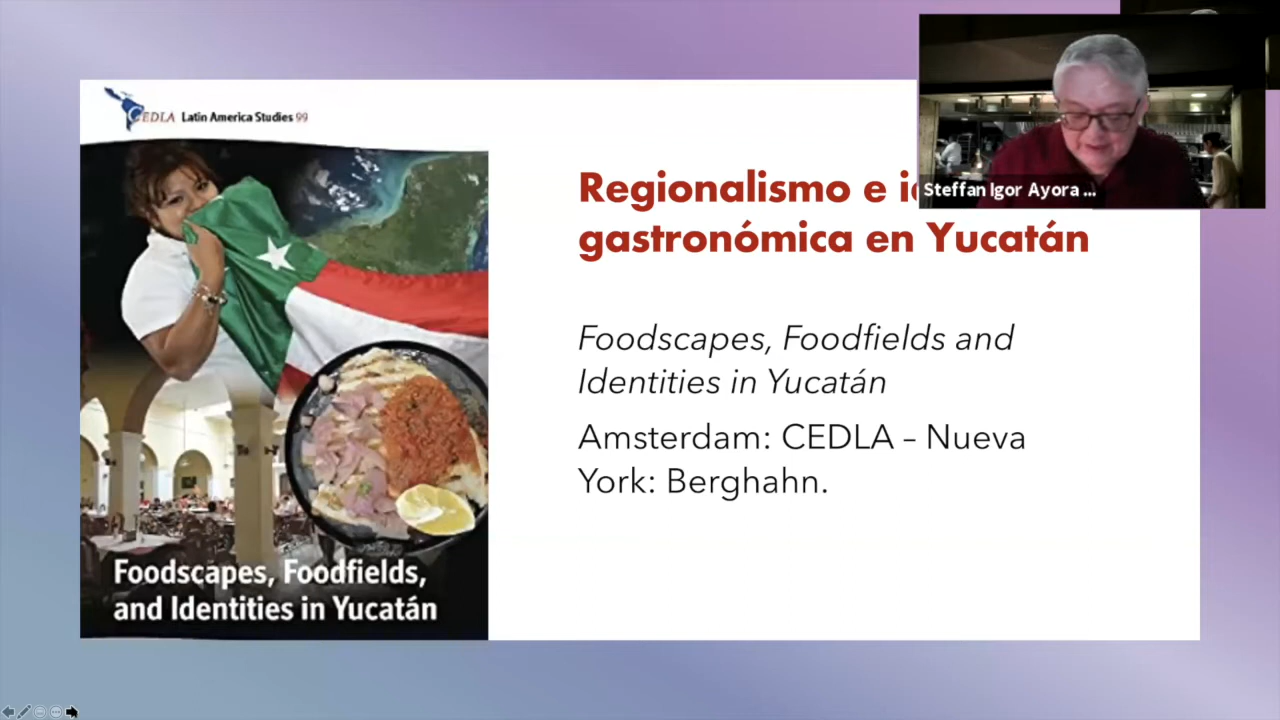 CEDLA Latin America Studies 99
Regionalismo e
Steffan Igor Ayora ...
gastronómica en Yucatán
Foodscapes, Foodfields and
Identities in Yucatán
Amsterdam: CEDLA – Nueva
York: Berghahn.
Foodscapes, Foodfields,
and Identities in Yucatán